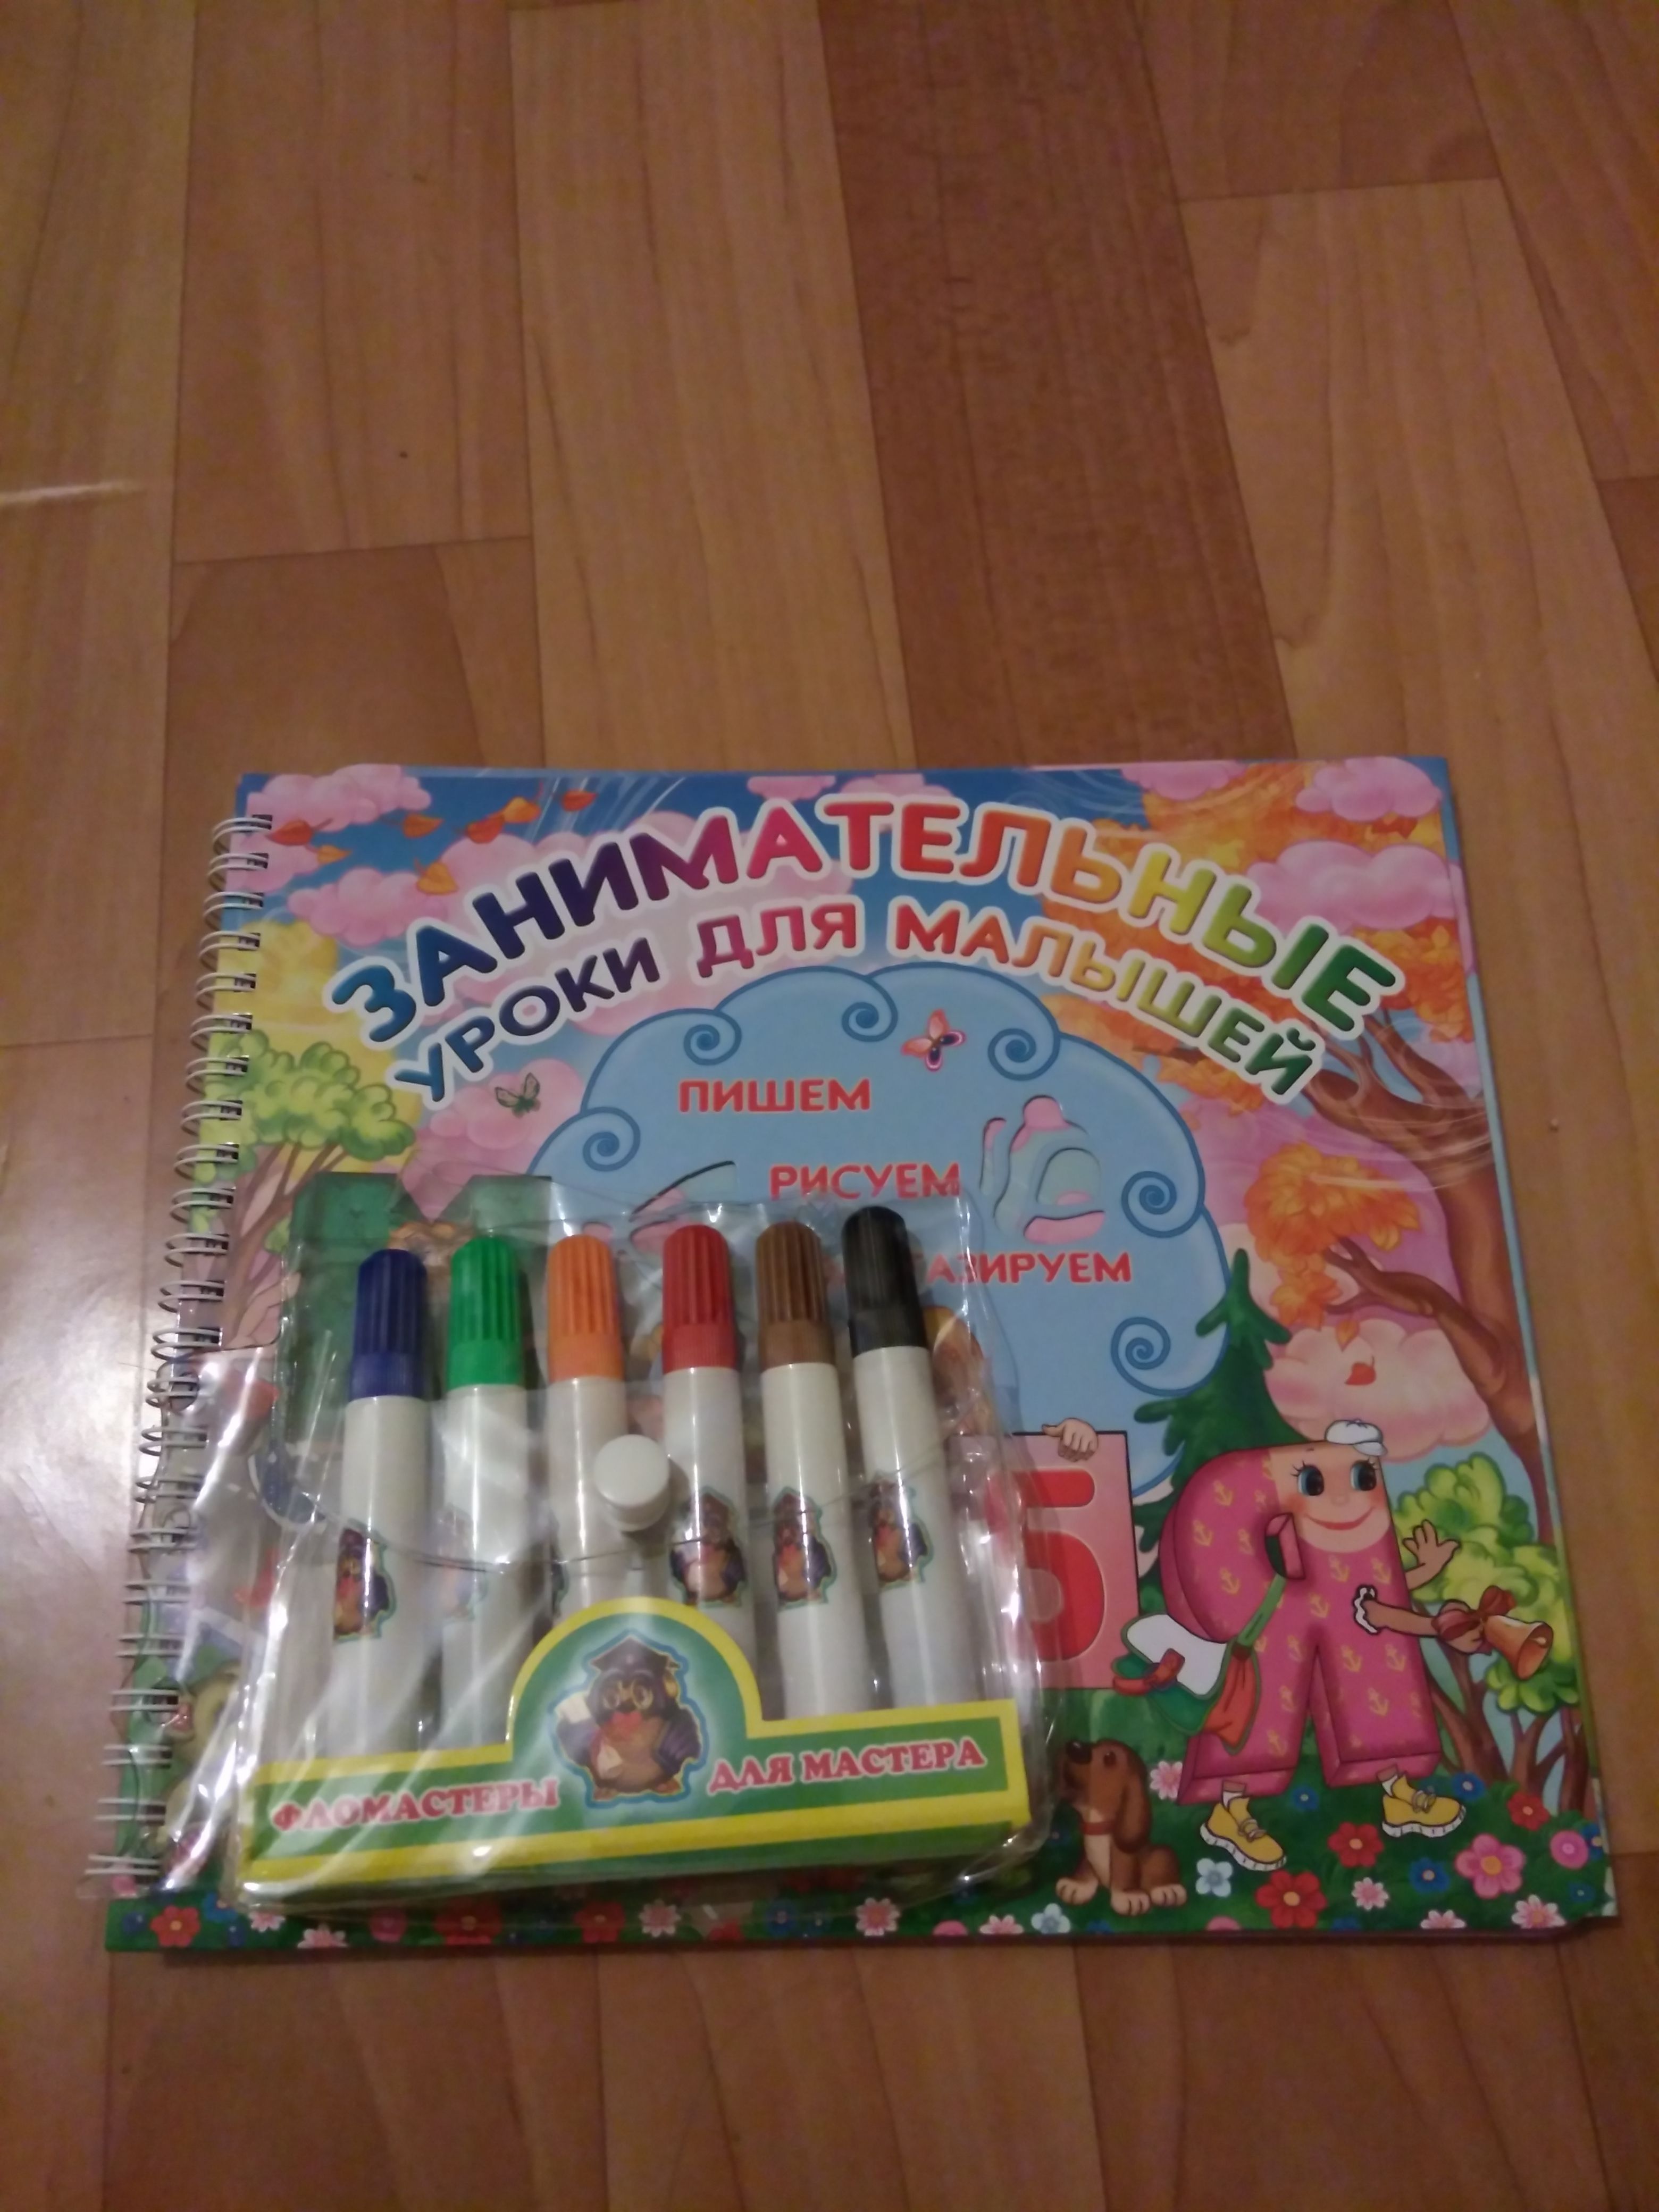 ЗАНИМАТЕЛЬНЫЕ
УРОКИ ДЛЯ МАЛЫШЕЙ
ПИШЕМ
РИСУЕМ
Б
ФЛОМАСТЕРЫ ДЛЯ МАСТЕРА